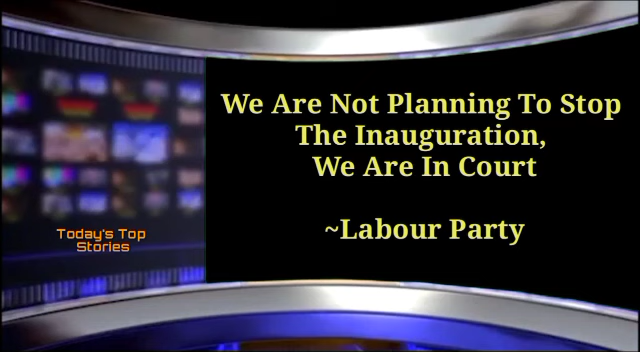 We Are Not Planning To Stop
The Inauguration,
We Are In Court
~Labour Party
Today's Top
Stories